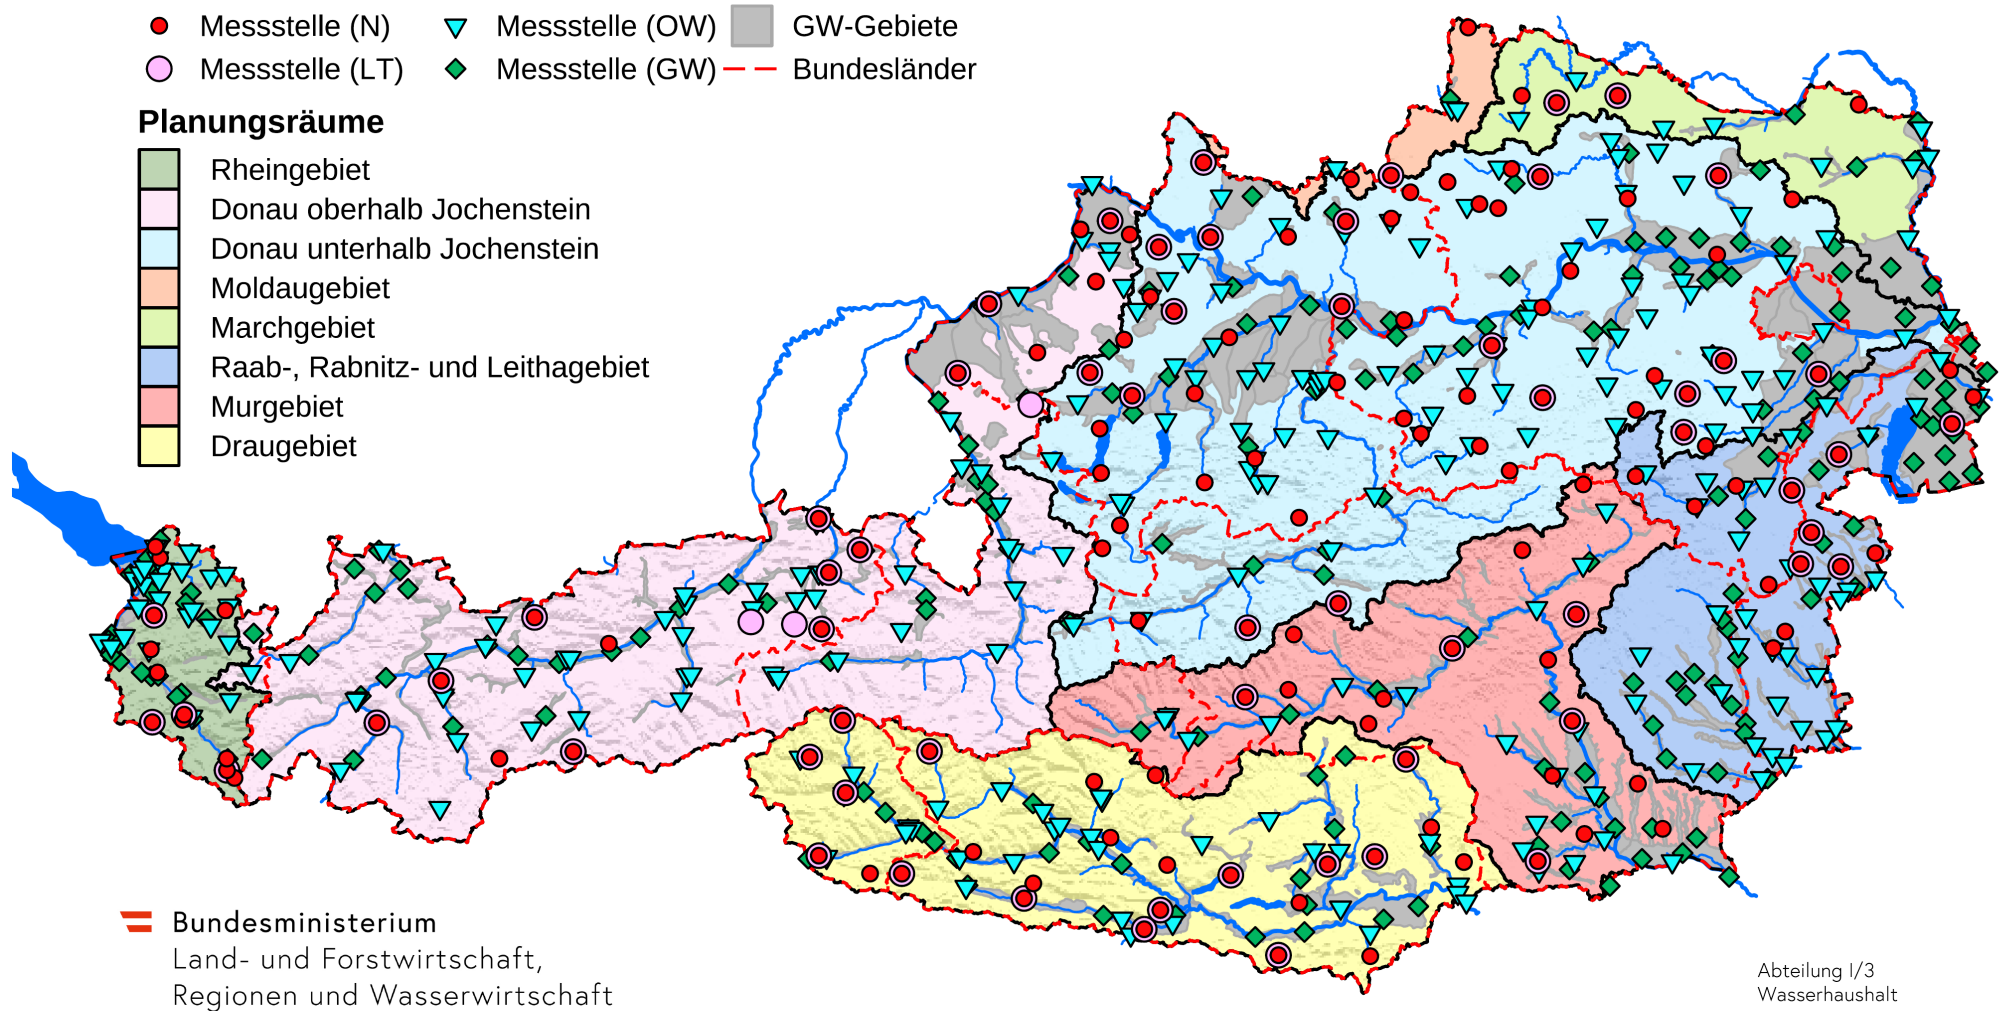 Messstelle (N)
Messstelle (OW)
GW-Gebiete
Messstelle (LT)
Messstelle (GW)
Bundesländer
Planungsräume
Rheingebiet
Donau oberhalb Jochenstein
Donau unterhalb Jochenstein
Moldaugebiet
Marchgebiet
Raab-, Rabnitz- und Leithagebiet
Murgebiet
Draugebiet
Bundesministerium
Land- und Forstwirtschaft,
Regionen und Wasserwirtschaft
Abteilung I/3
Wasserhaushalt